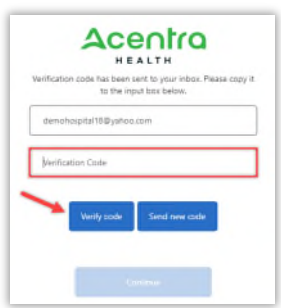 Acentra
HEALTH
Verification code has been sent to your inbox. Please copy it
to the input box below.
demohospital18@yahoo.com
Verification Code
Verify code Send new code
Continue